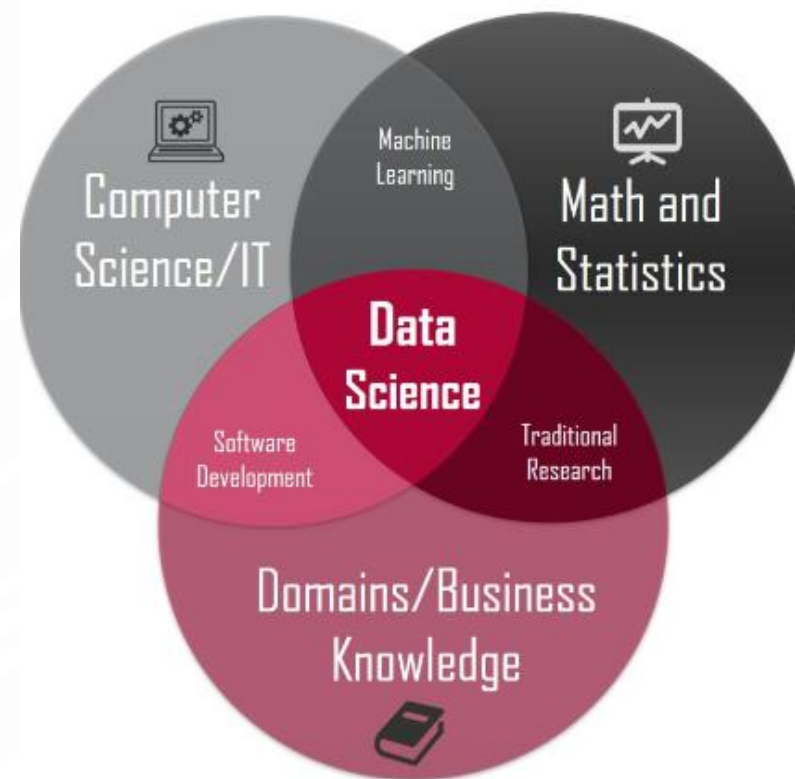 Machine
Learning
Computer
Science/IT
Math and
Statistics
Data
Science
Software
Development
Traditional
Research
Domains/Business
Knowledge